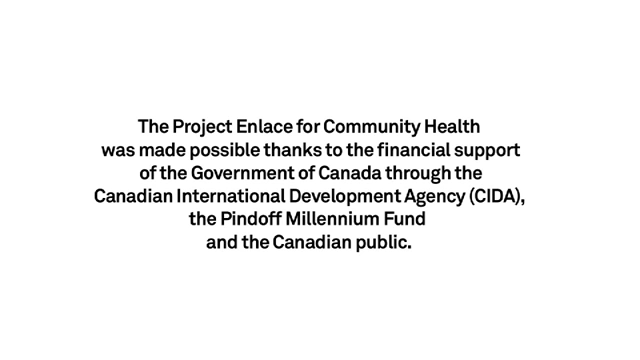 The Project Enlace for Community Health
was made possible thanks to the financial support
of the Government of Canada through the
Canadian International Development Agency (CIDA),
the Pindoff Millennium Fund
and the Canadian public.